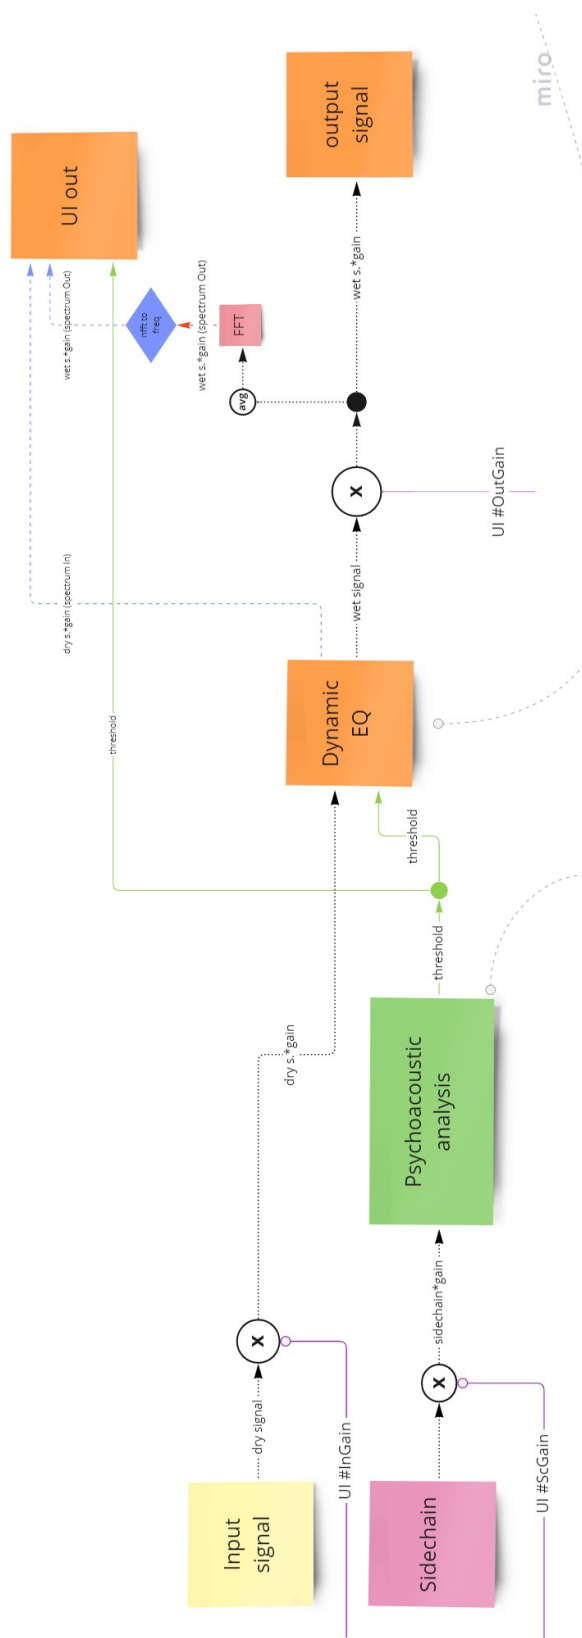 miro
output
signal
UI out
wet s.*gain
wet s.*gain (spectrum Out)
nfft to
freq
wet s.*gain (spectrum Out)
FFT
avg
x
UI #OutGain
dry s.*gain (spectrum In)
wet signal
threshold
Dynamic
EQ
threshold
threshold
dry s.*gain
Psychoacoustic
analysis
sidechain*gain
x
x
dry signal
UI #InGain
UI #ScGain
Input
signal
Sidechain